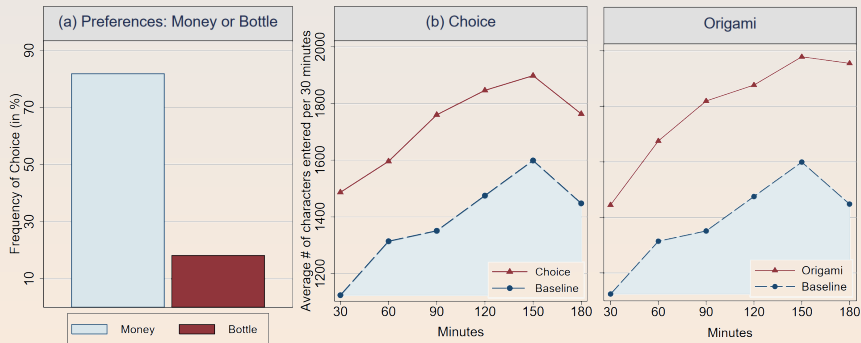 (a) Preferences: Money or Bottle
Frequency of Choice (in %)
90
70
50
30
10
Money
Bottle
(b) Choice
Average # of characters entered per 30 minutes
2000
1800
1600
1400
1200
Choice
Baseline
30 60 90 120 150 180
Minutes
Origami
Origami
Baseline
30 60 90 120 150 180
Minutes